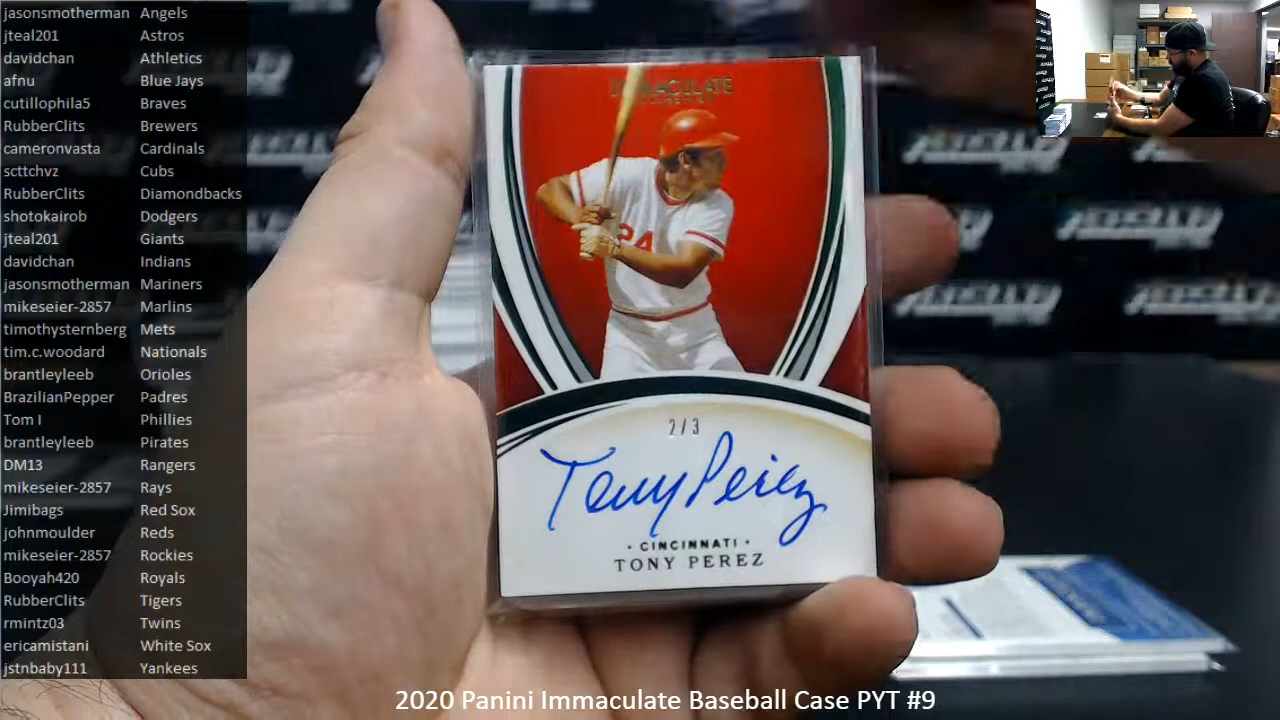 jasonsmotherman Angels
jteal201 Astros
davidchan Athletics
afnu Blue Jays
cutillophila5 Braves
RubberClits Brewers
cameronvasta Cardinals
scttchvz Cubs
RubberClits Diamondbacks
shotokairob Dodgers
jteal201 Giants
davidchan Indians
jasonsmotherman Mariners
mikeseier-2857 Marlins
timothysternberg Mets
tim.c.woodard Nationals
brantleyleeb Orioles
BrazilianPepper Padres
Tom I Phillies
brantleyleeb Pirates
DM13 Rangers
mikeseier-2857 Rays
Jimibags Red Sox
johnmoulder Reds
mikeseier-2857 Rockies
Booyah420 Royals
RubberClits Tigers
rmintz03 Twins
ericamistani White Sox
jstnbaby111 Yankees
IMMACULATE
24
2/3
Tony Perez
• CINCINNATI •
TONY PEREZ
2020 Panini Immaculate Baseball Case PYT #9